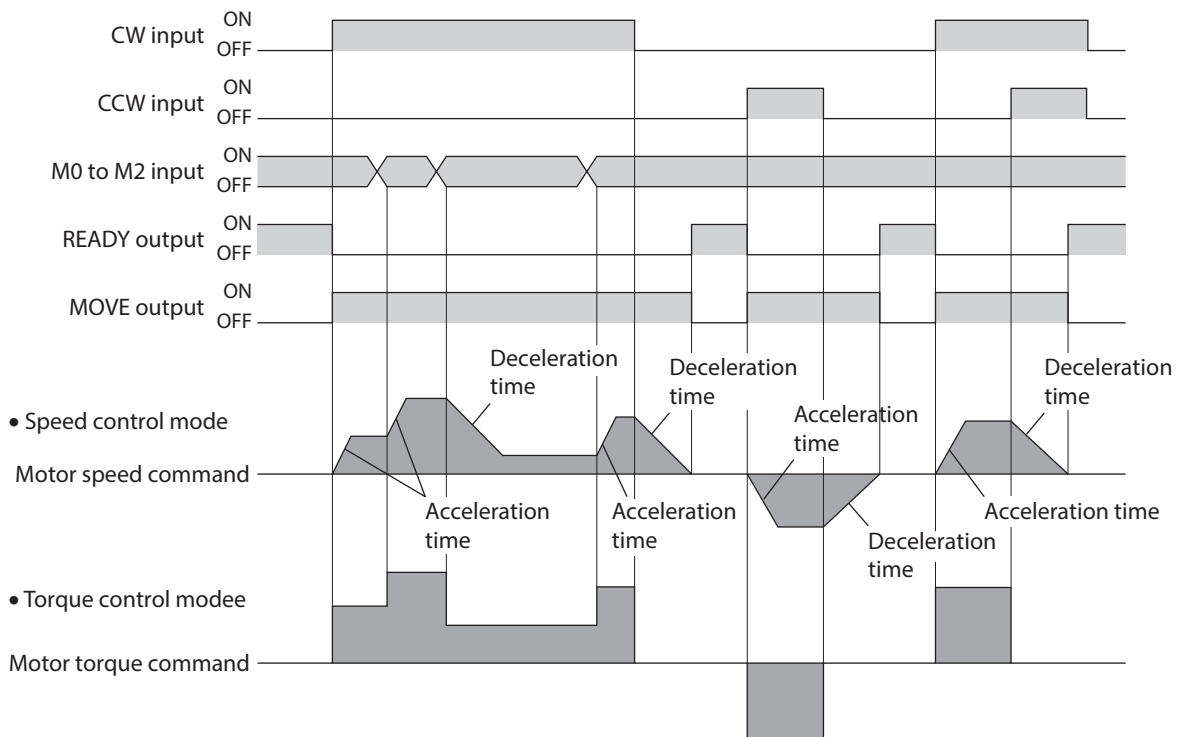 CW input ON
OFF
CCW input ON
OFF
M0 to M2 input ON
OFF
READY output ON
OFF
MOVE output ON
OFF
Deceleration
time
Deceleration
time
Deceleration
time
• Speed control mode
Acceleration
time
Motor speed command
Acceleration
time
Acceleration
time
Acceleration time
Deceleration
time
• Torque control modee
Motor torque command